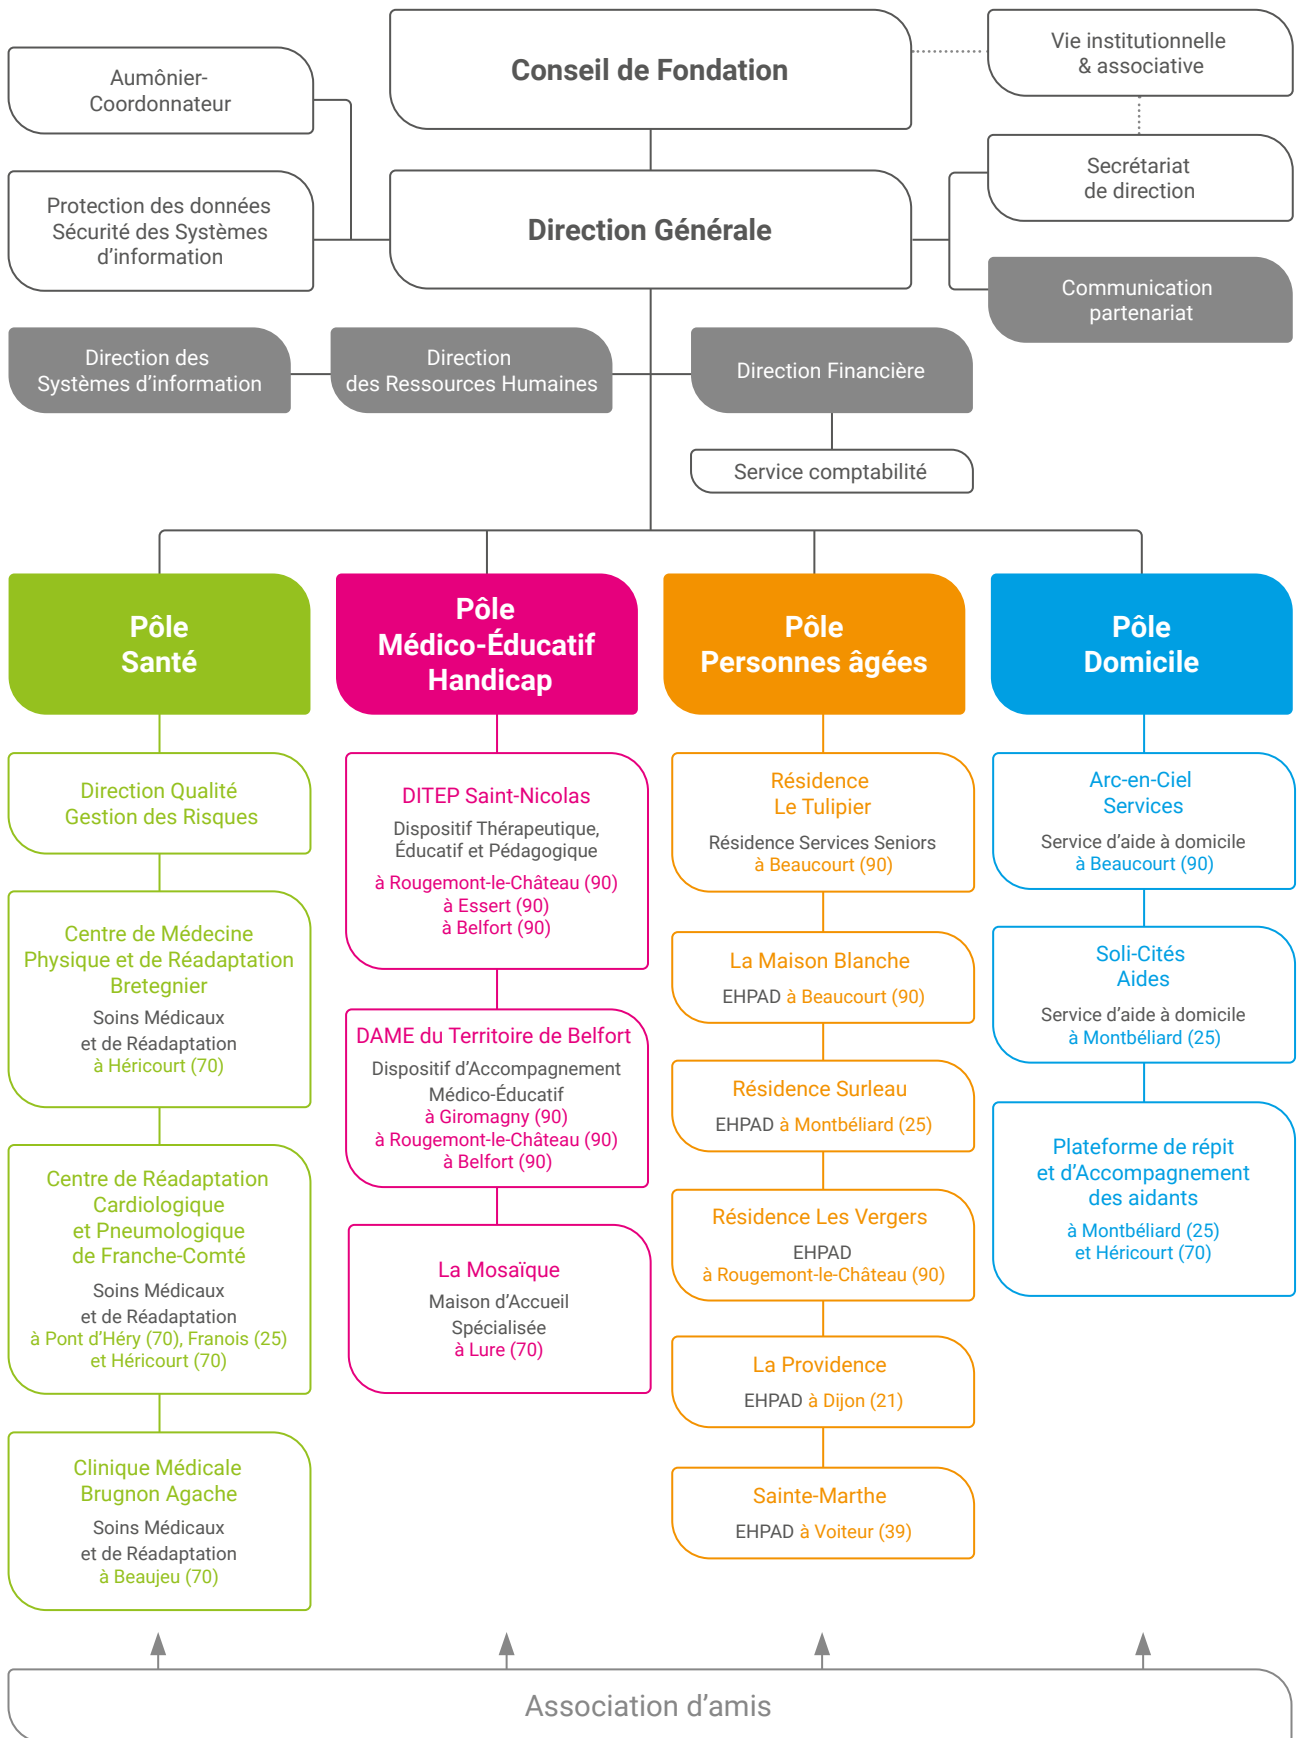 Conseil de Fondation
Vie institutionnelle
& associative
Aumônier-
Coordonnateur
Secrétariat
de direction
Protection des données
Sécurité des Systèmes
d'information
Direction Générale
Communication
partenariat
Direction des
Systèmes d'information
Direction
des Ressources Humaines
Direction Financière
Service comptabilité
Pôle
Santé
Direction Qualité
Gestion des Risques
Centre de Médecine
Physique et de Réadaptation
Bretegnier
Soins Médicaux
et de Réadaptation
à Héricourt (70)
Centre de Réadaptation
Cardiologique
et Pneumologique
de Franche-Comté
Soins Médicaux
et de Réadaptation
à Pont d'Héry (70), Franois (25)
et Héricourt (70)
Clinique Médicale
Brugnon Agache
Soins Médicaux
et de Réadaptation
à Beaujeu (70)
Pôle
Médico-Éducatif
Handicap
DITEP Saint-Nicolas
Dispositif Thérapeutique,
Éducatif et Pédagogique
à Rougemont-le-Château (90)
à Essert (90)
à Belfort (90)
DAME du Territoire de Belfort
Dispositif d'Accompagnement
Médico-Éducatif
à Giromagny (90)
à Rougemont-le-Château (90)
à Belfort (90)
La Mosaïque
Maison d'Accueil
Spécialisée
à Lure (70)
Pôle
Personnes âgées
Résidence
Le Tulipier
Résidence Services Seniors
à Beaucourt (90)
La Maison Blanche
EHPAD à Beaucourt (90)
Résidence Surleau
EHPAD à Montbéliard (25)
Résidence Les Vergers
EHPAD
à Rougemont-le-Château (90)
La Providence
EHPAD à Dijon (21)
Sainte-Marthe
EHPAD à Voiteur (39)
Pôle
Domicile
Arc-en-Ciel
Services
Service d'aide à domicile
à Beaucourt (90)
Soli-Cités
Aides
Service d'aide à domicile
à Montbéliard (25)
Plateforme de répit
et d'Accompagnement
des aidants
à Montbéliard (25)
et Héricourt (70)
Association d'amis